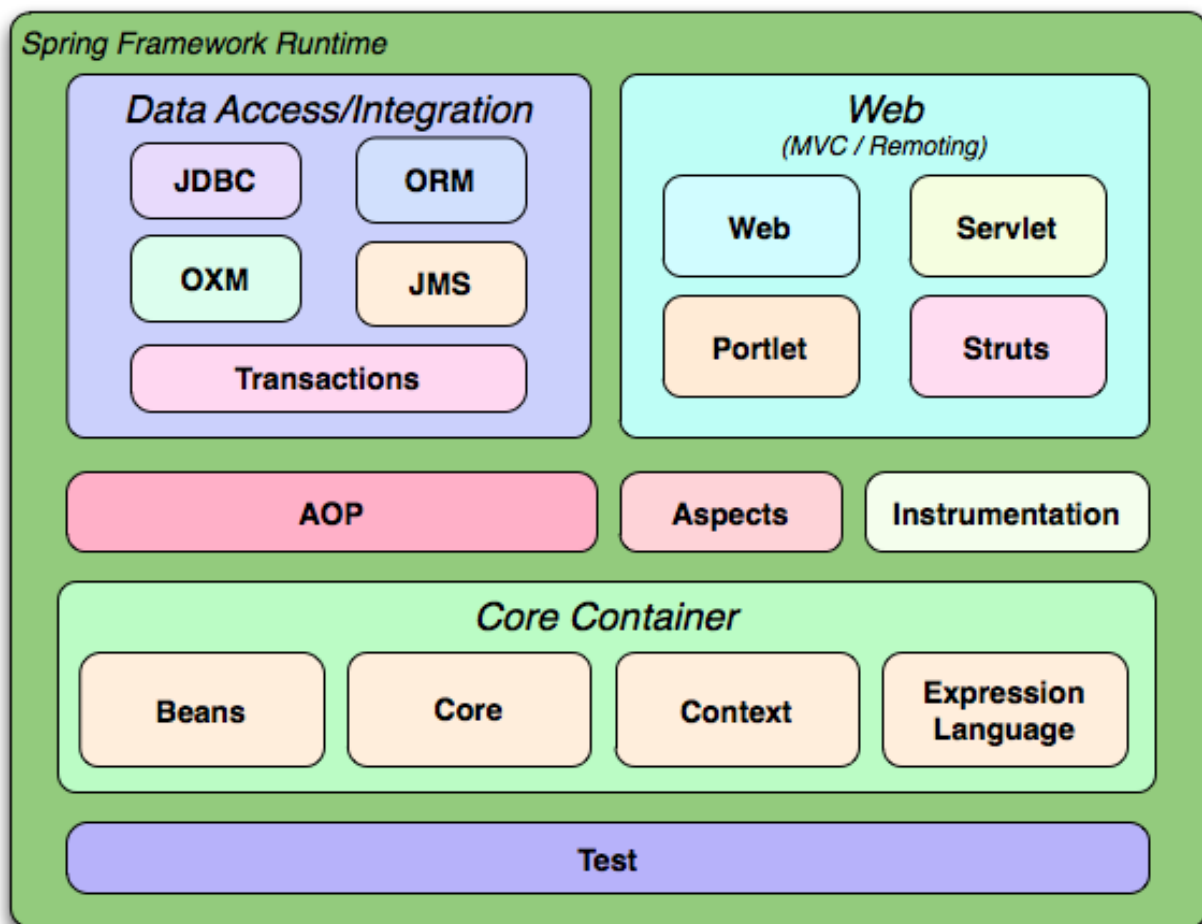 Spring Framework Runtime
Data Access/Integration
JDBC
ORM
OXM
JMS
Transactions
Web
(MVC / Remoting)
Web
Servlet
Portlet
Struts
AOP
Aspects
Instrumentation
Core Container
Beans
Core
Context
Expression
Language
Test